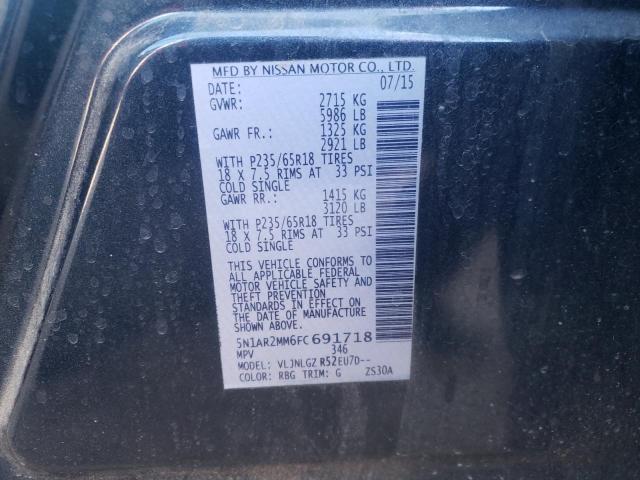 MFD BY NISSAN MOTOR CO., LTD.
DATE: 07/15
GVWR: 2715 KG
5986 LB
GAWR FR.: 1325 KG
2921 LB
WITH P235/65R18 TIRES
18 X 7.5 RIMS AT 33 PSI
COLD SINGLE
GAWR RR.: 1415 KG
3120 LB
WITH P235/65R18 TIRES
18 X 7.5 RIMS AT 33 PSI
COLD SINGLE
THIS VEHICLE CONFORMS TO
ALL APPLICABLE FEDERAL
MOTOR VEHICLE SAFETY AND
THEFT PREVENTION
STANDARDS IN EFFECT ON
THE DATE OF MANUFACTURE
SHOWN ABOVE.
5N1AR2MM6FC691718
MPV 346
MODEL: VLJNLGZ R52EU7D--
COLOR: RBG TRIM: G ZS30A